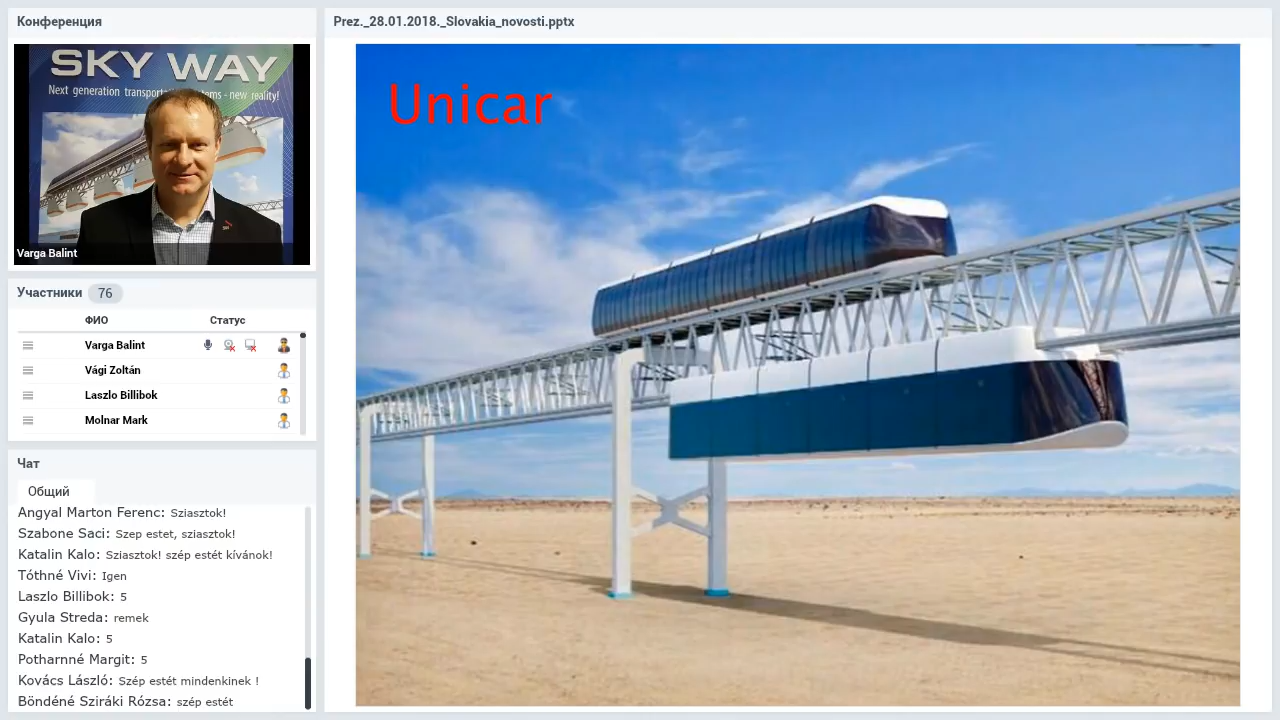 Конференция
SKY WAY
Next generation
Varga Balint
Участники 76
ФИО Статус
Varga Balint
Vági Zoltán
Laszlo Billibok
Molnar Mark
Чат
Общий
Angyal Marton Ferenc: Sziasztok!
Szabone Saci: Szep estet, sziasztok!
Katalin Kalo: Sziasztok! szép estét kívánok!
Tóthné Vivi: Igen
Laszlo Billibok: 5
Gyula Streda: remek
Katalin Kalo: 5
Potharnné Margit: 5
Kovács László: Szép estét mindenkinek !
Böndéné Sziráki Rózsa: szép estét
Prez._28.01.2018._Slovakia_novosti.pptx
Unicar